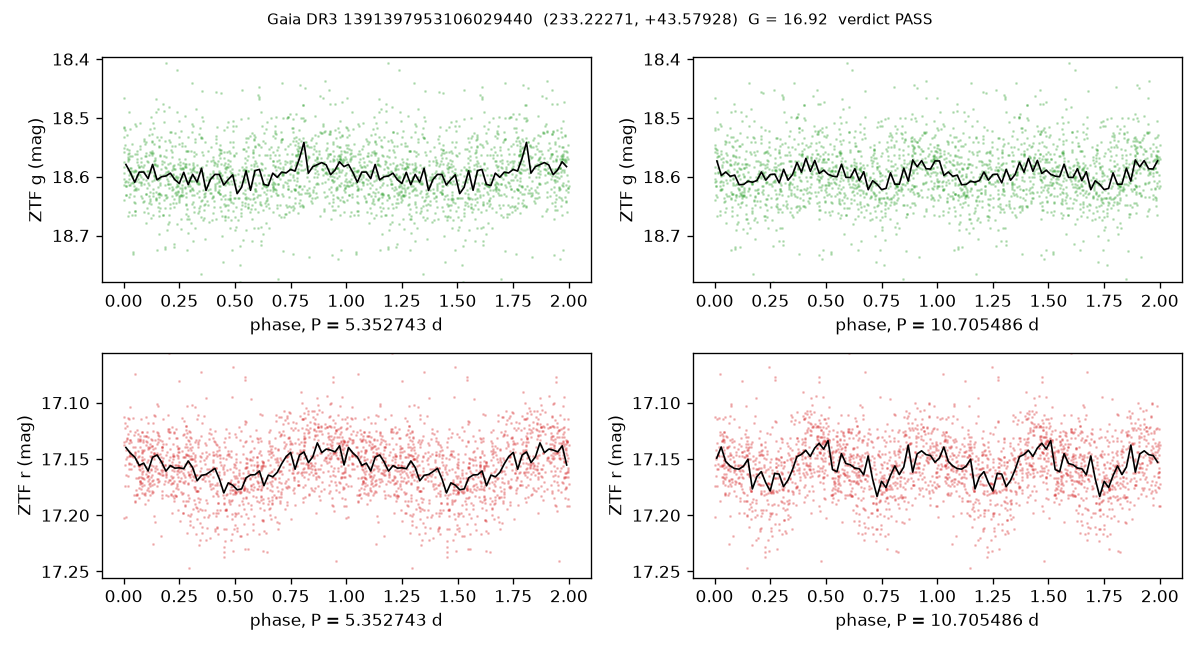 Gaia DR3 1391397953106029440 (233.22271, +43.57928) G = 16.92 verdict PASS
ZTF g (mag)
18.4
18.5
18.6
18.7
0.00 0.25 0.50 0.75 1.00 1.25 1.50 1.75 2.00
phase, P = 5.352743 d
ZTF g (mag)
18.4
18.5
18.6
18.7
0.00 0.25 0.50 0.75 1.00 1.25 1.50 1.75 2.00
phase, P = 10.705486 d
ZTF r (mag)
17.10
17.15
17.20
17.25
0.00 0.25 0.50 0.75 1.00 1.25 1.50 1.75 2.00
phase, P = 5.352743 d
ZTF r (mag)
17.10
17.15
17.20
17.25
0.00 0.25 0.50 0.75 1.00 1.25 1.50 1.75 2.00
phase, P = 10.705486 d